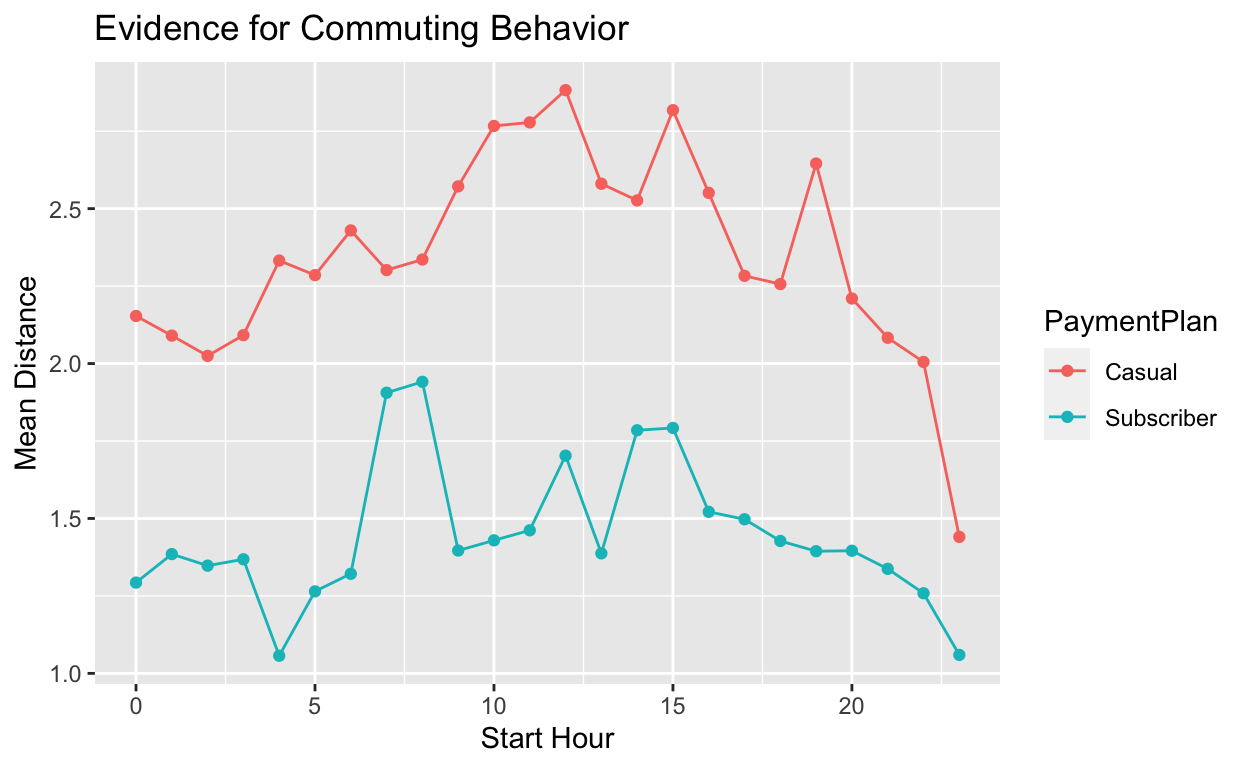 Evidence for Commuting Behavior
2.5
2.0
1.5
1.0
Mean Distance
0 5 10 15 20
Start Hour
PaymentPlan
Casual
Subscriber